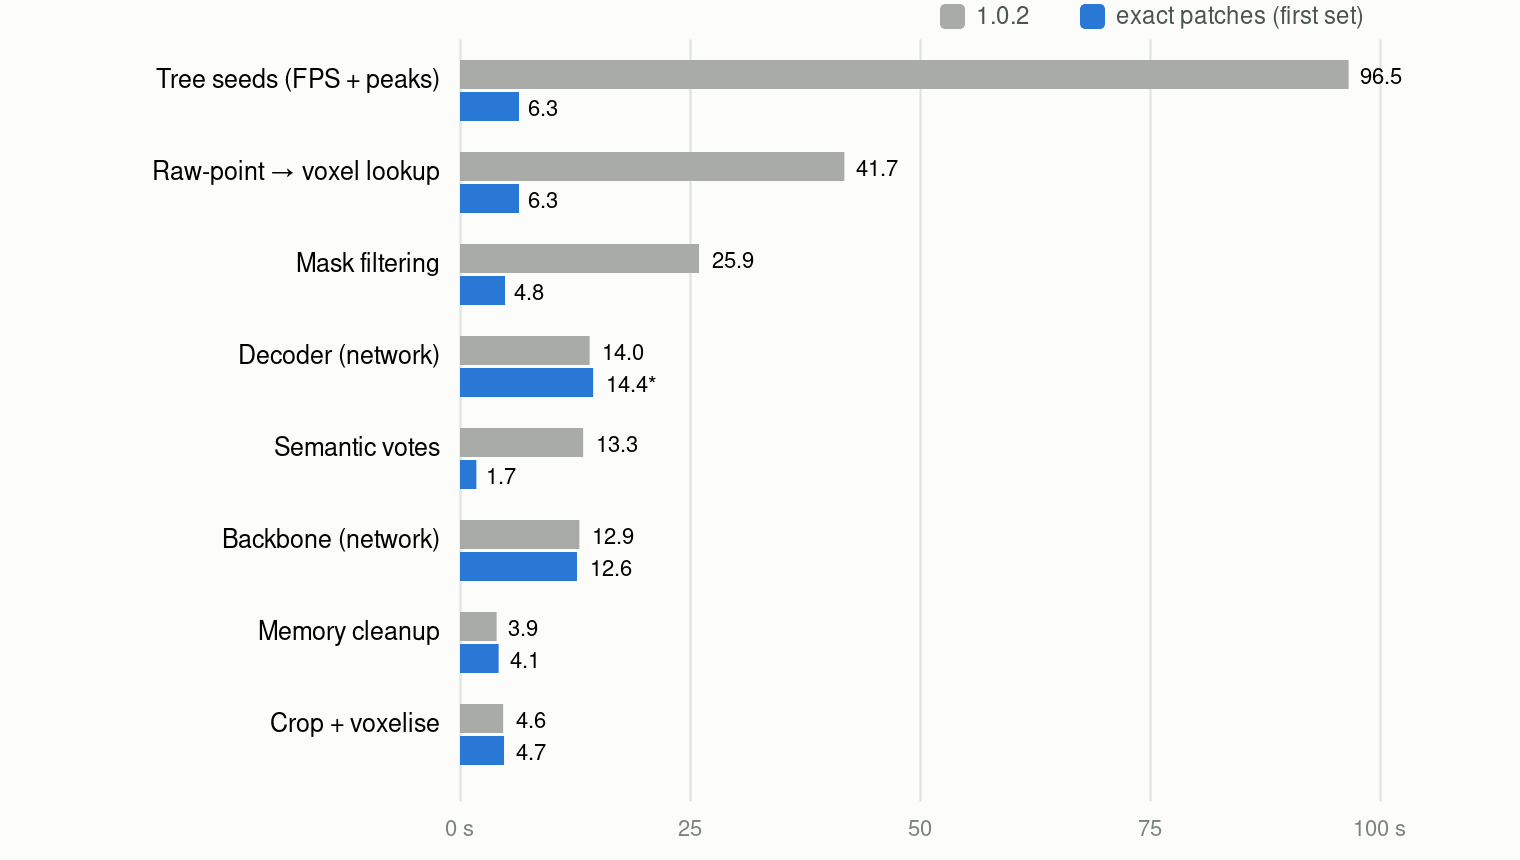 1.0.2 exact patches (first set)
Tree seeds (FPS + peaks) 96.5
6.3
Raw-point → voxel lookup 41.7
6.3
Mask filtering 25.9
4.8
Decoder (network) 14.0
14.4*
Semantic votes 13.3
1.7
Backbone (network) 12.9
12.6
Memory cleanup 3.9
4.1
Crop + voxelise 4.6
4.7
0 s 25 50 75 100 s